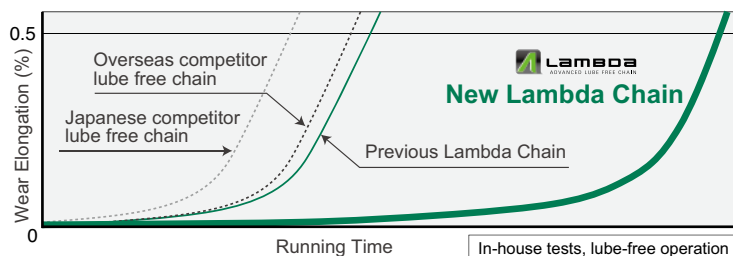 0.5
Wear Elongation (%)
0
Overseas competitor
lube free chain
Japanese competitor
lube free chain
LAMBDA
ADVANCED LUBE FREE CHAIN
New Lambda Chain
Previous Lambda Chain
Running Time
In-house tests, lube-free operation